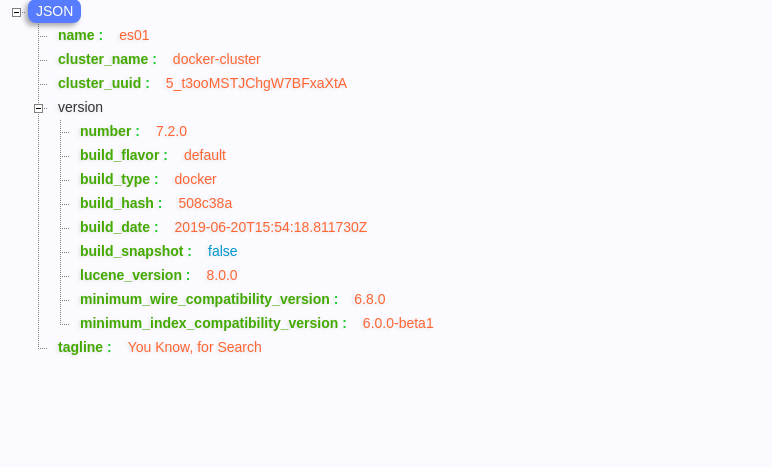 JSON
name : es01
cluster_name : docker-cluster
cluster_uuid : 5_t3ooMSTJChgW7BFxaXtA
version
number : 7.2.0
build_flavor : default
build_type : docker
build_hash : 508c38a
build_date : 2019-06-20T15:54:18.811730Z
build_snapshot : false
lucene_version : 8.0.0
minimum_wire_compatibility_version : 6.8.0
minimum_index_compatibility_version : 6.0.0-beta1
tagline : You Know, for Search